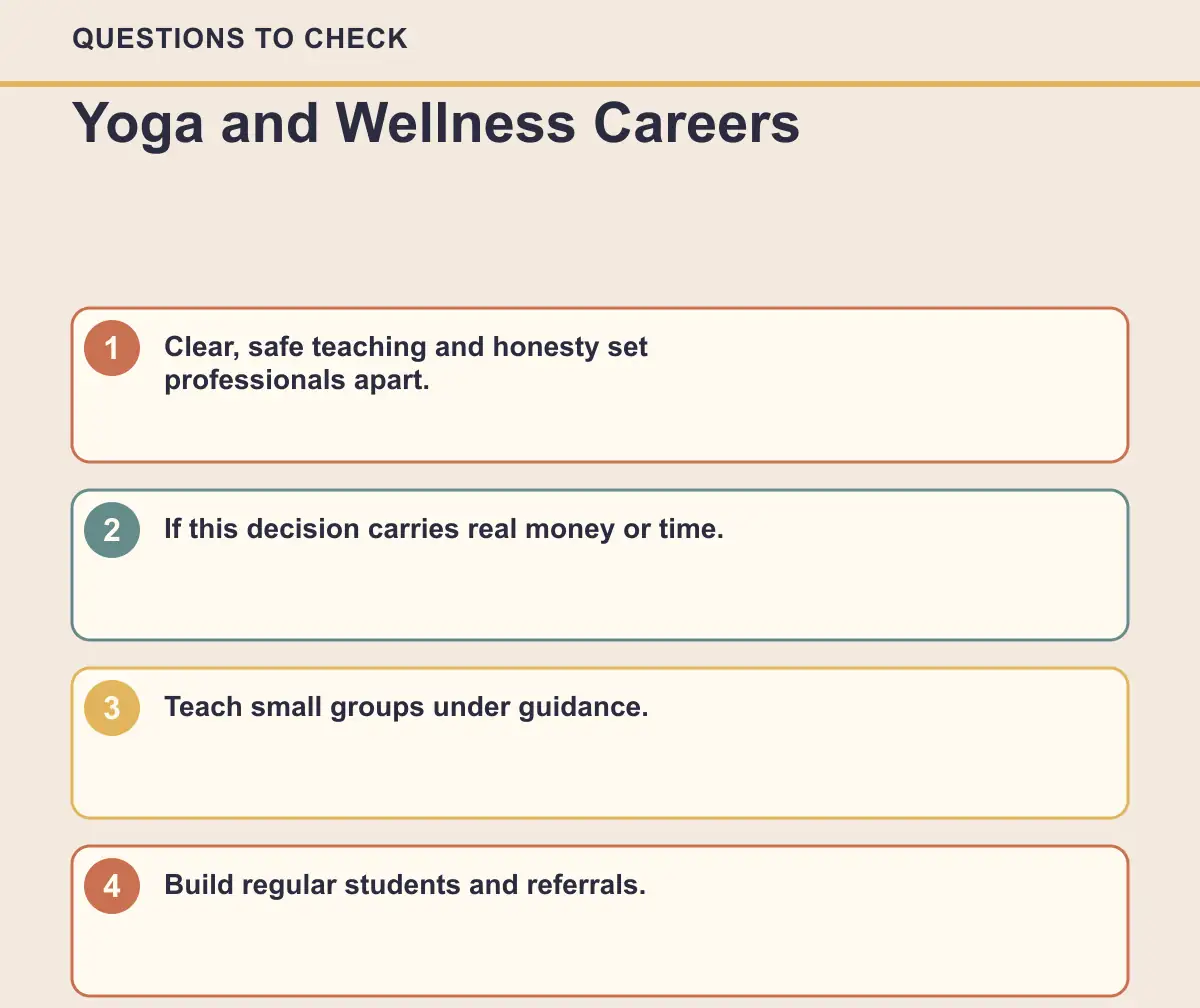 QUESTIONS TO CHECK
Yoga and Wellness Careers
1
Clear, safe teaching and honesty set
professionals apart.
2
If this decision carries real money or time.
3
Teach small groups under guidance.
4
Build regular students and referrals.